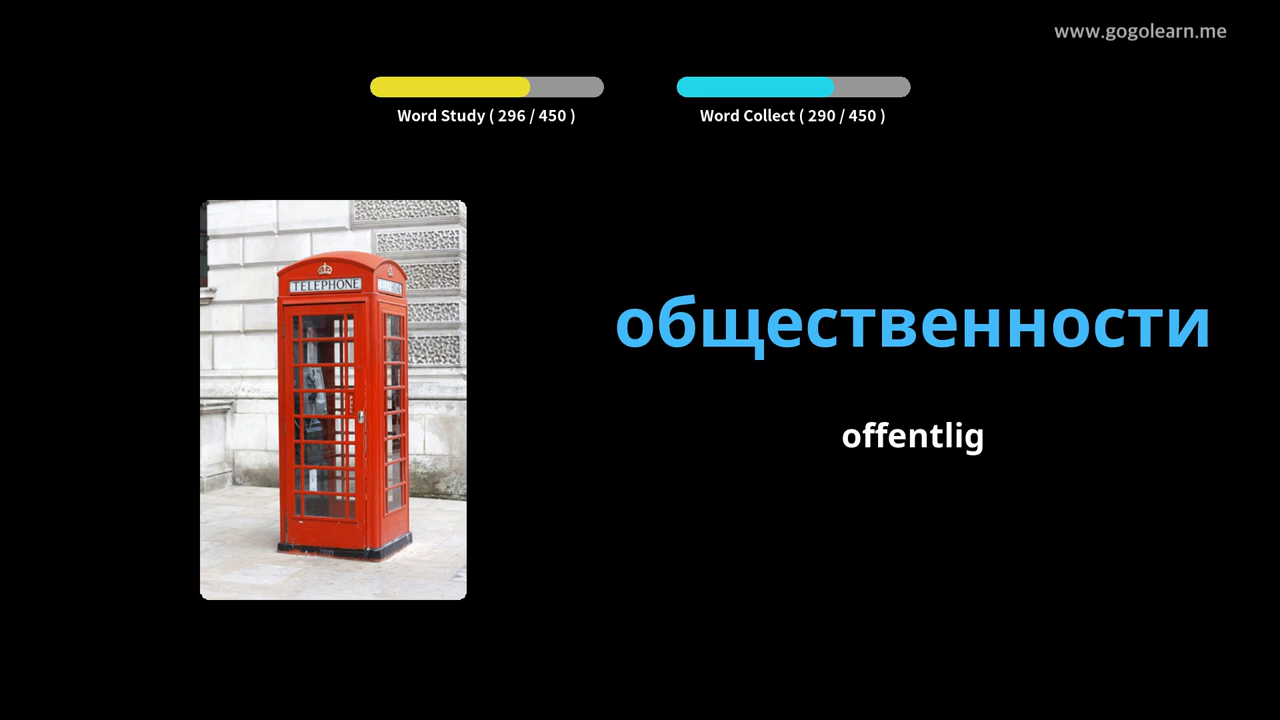 www.gogolearn.me
Word Study ( 296 / 450 )
Word Collect ( 290 / 450 )
TELEPHONE
общественности
offentlig